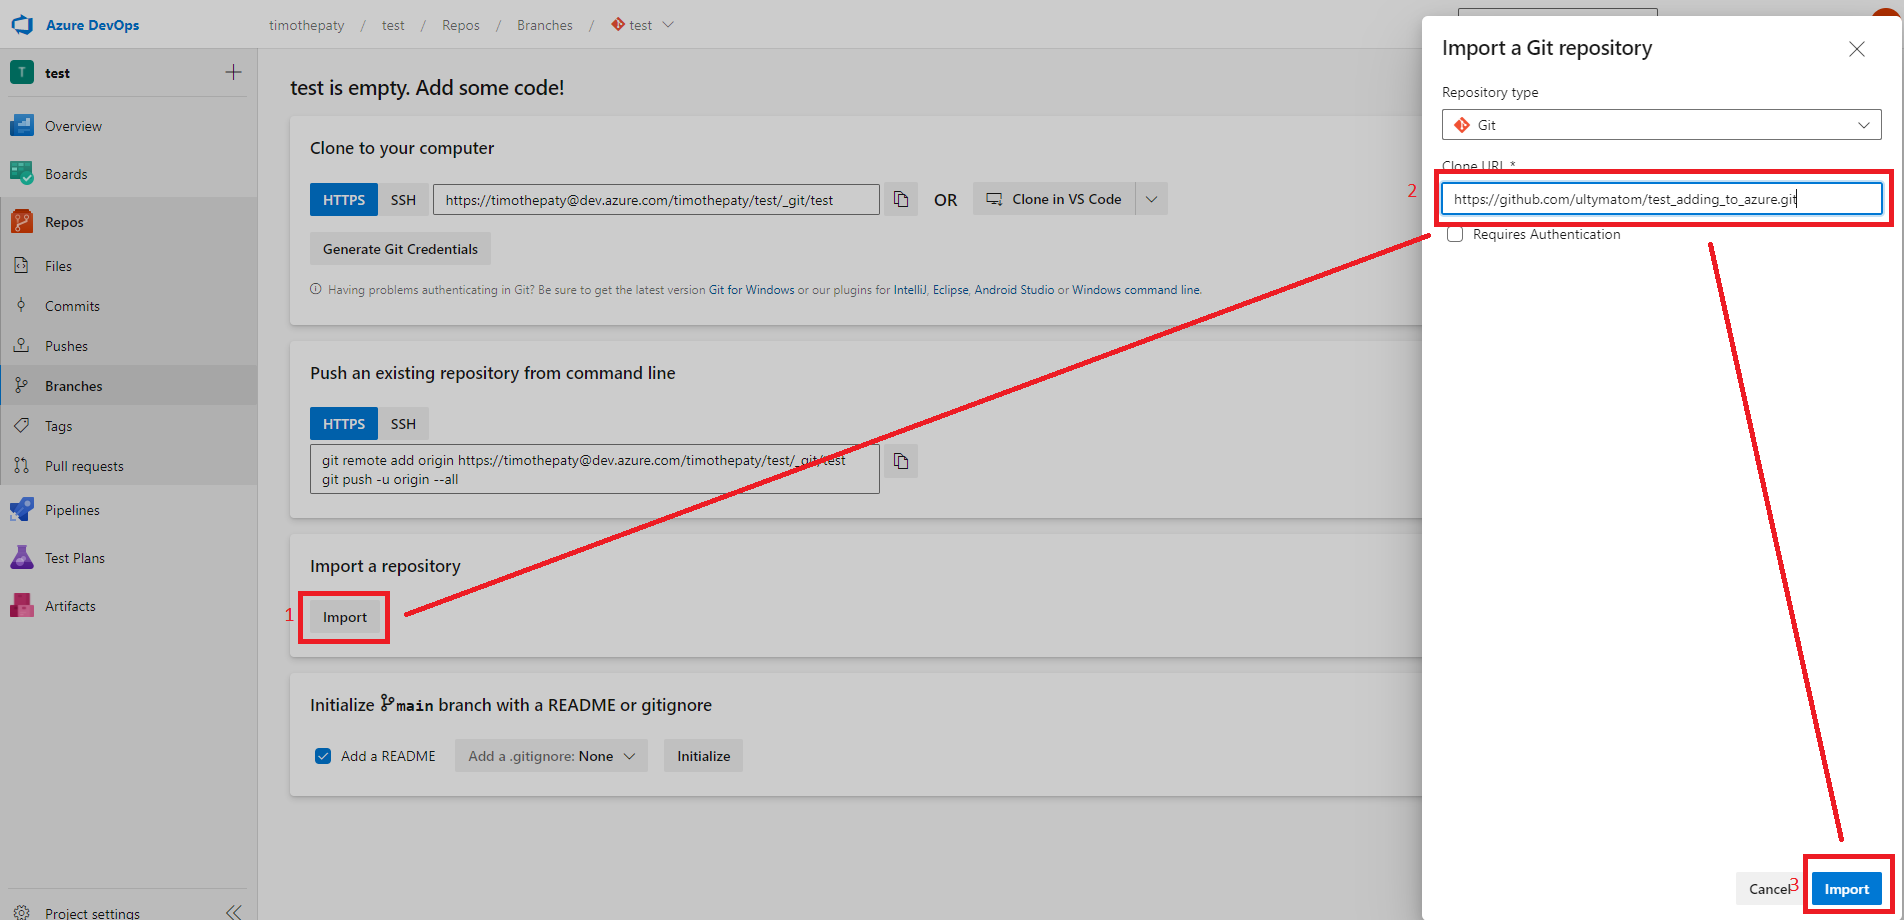 Azure DevOps
timothepaty / test / Repos / Branches / test
T test
Overview
Boards
Repos
Files
Commits
Pushes
Branches
Tags
Pull requests
Pipelines
Test Plans
Artifacts
Project settings
test is empty. Add some code!
Clone to your computer
HTTPS SSH https://timothepaty@dev.azure.com/timothepaty/test/_git/test OR Clone in VS Code
Generate Git Credentials
Having problems authenticating in Git? Be sure to get the latest version Git for Windows or our plugins for IntelliJ, Eclipse, Android Studio or Windows command line.
Push an existing repository from command line
HTTPS SSH
git remote add origin https://timothepaty@dev.azure.com/timothepaty/test/_git/test
git push -u origin --all
Import a repository
1 Import
Initialize main branch with a README or gitignore
Add a README Add a .gitignore: None Initialize
Import a Git repository
Repository type
Git
Clone URL *
2 https://github.com/ultymatom/test_adding_to_azure.git
Requires Authentication
Cancel 3 Import